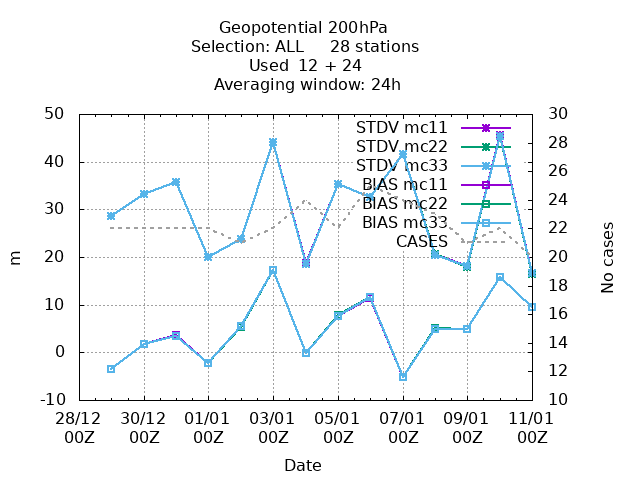 Geopotential 200hPa
Selection: ALL 28 stations
Used 12 + 24
Averaging window: 24h
50 30
STDV mc11
28
STDV mc22
40 STDV mc33
26
BIAS mc11
24
30 BIAS mc22
BIAS mc33
22
CASES
20
20
18
10
16
14
0
12
-10 10
m
No cases
28/12 30/12 01/01 03/01 05/01 07/01 09/01 11/01
00Z 00Z 00Z 00Z 00Z 00Z 00Z 00Z
Date